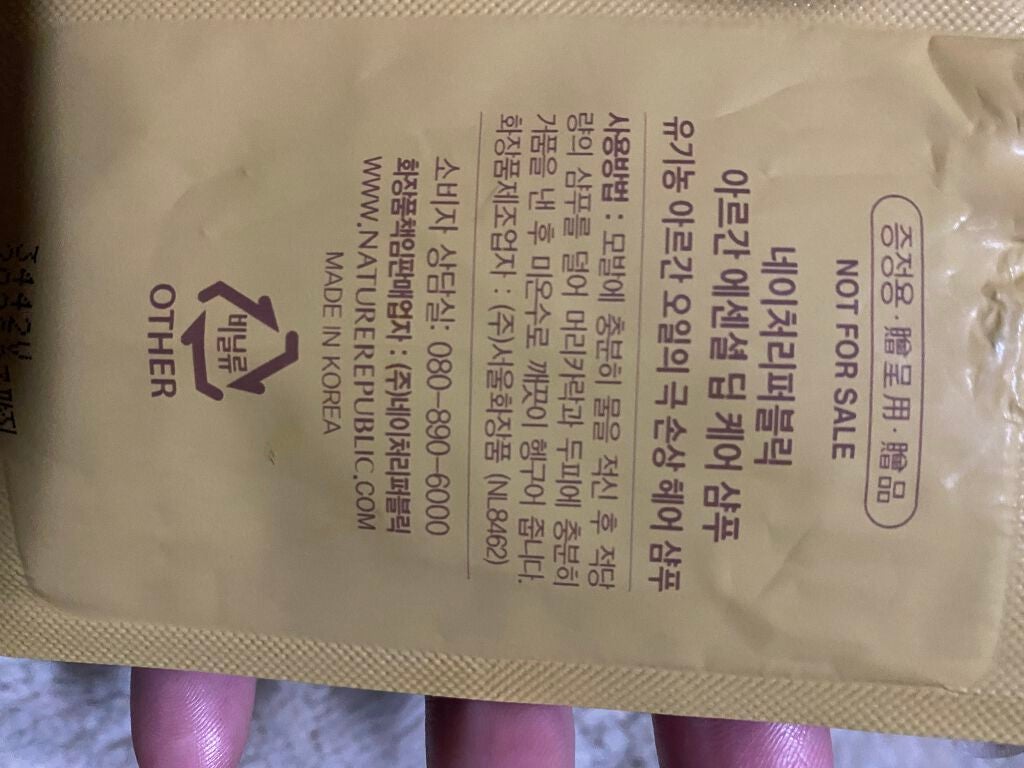 증정용·贈呈用·贈品
NOT FOR SALE
네이처리퍼블릭
아르간 에센셜 딥 케어 샴푸
유기농 아르간 오일의 극 손상 헤어 샴푸
사용방법 : 모발에 충분히 물을 적신 후 적당
량의 샴푸를 덜어 머리카락과 두피에 충분히
거품을 낸 후 미온수로 깨끗이 헹구어 줍니다.
화장품제조업자 : (주)서울화장품 (NL8462)
소비자 상담실: 080-890-6000
화장품책임판매업자 : (주)네이처리퍼블릭
WWW.NATUREREPUBLIC.COM
MADE IN KOREA
비닐류
OTHER